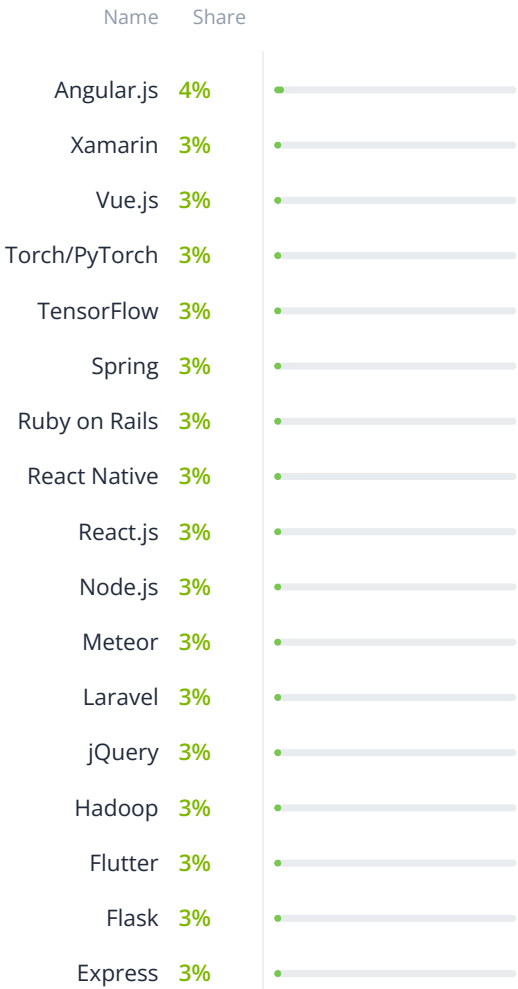 Name Share
Angular.js 4%
Xamarin 3%
Vue.js 3%
Torch/PyTorch 3%
TensorFlow 3%
Spring 3%
Ruby on Rails 3%
React Native 3%
React.js 3%
Node.js 3%
Meteor 3%
Laravel 3%
jQuery 3%
Hadoop 3%
Flutter 3%
Flask 3%
Express 3%